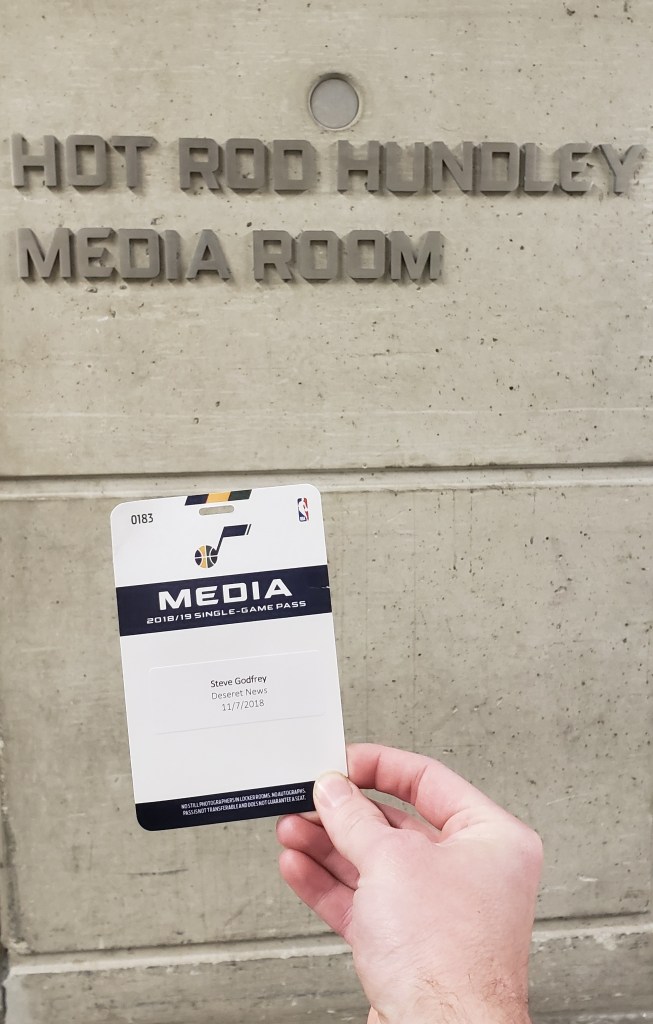 HOT ROD HUNDLEY
MEDIA ROOM
0183
MEDIA
2018/19 SINGLE-GAME PASS
Steve Godfrey
Deseret News
11/7/2018
NO STILL PHOTOGRAPHERS IN LOCKER ROOMS. NO AUTOGRAPHS.
PASS IS NOT TRANSFERABLE AND DOES NOT GUARANTEE A SEAT.